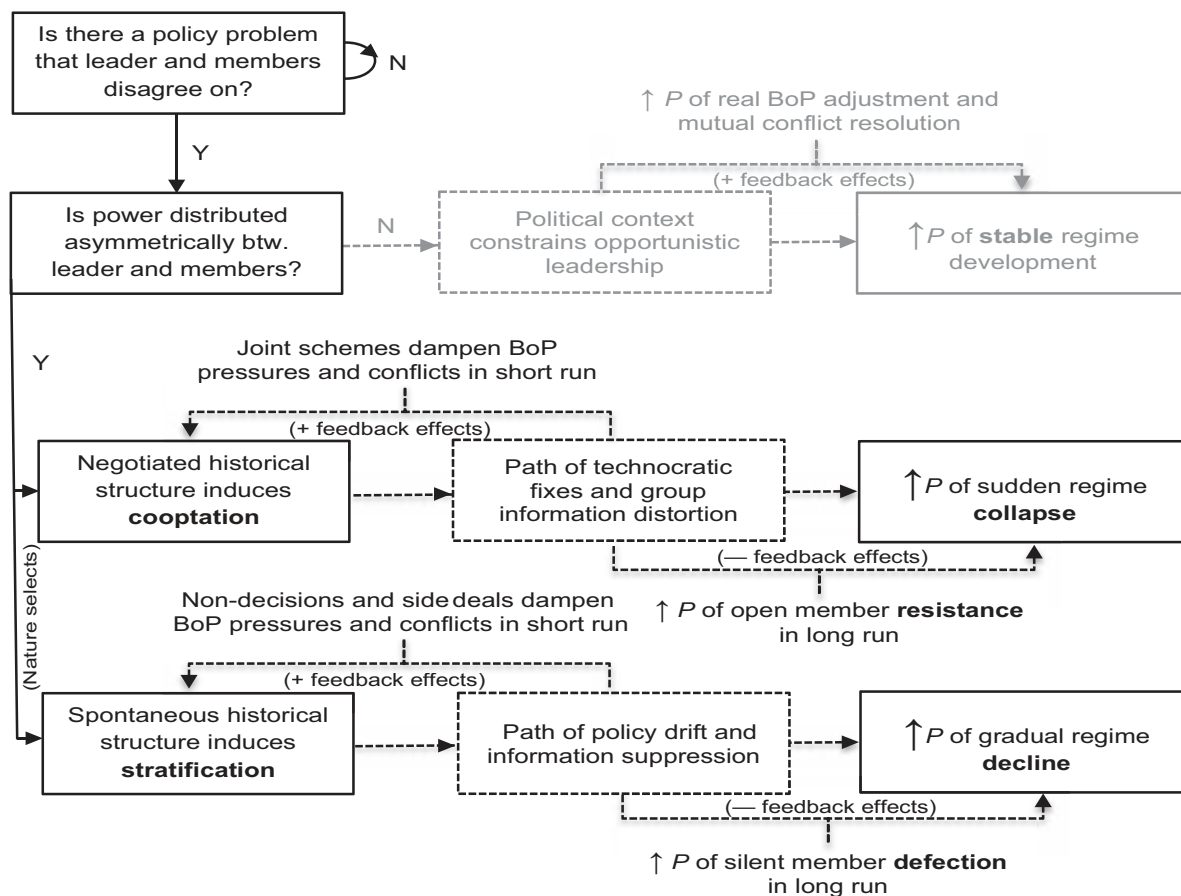 Is there a policy problem
that leader and members
disagree on?
N
Y
↑ P of real BoP adjustment and
mutual conflict resolution
(+ feedback effects)
Is power distributed
asymmetrically btw.
leader and members?
N
Political context
constrains opportunistic
leadership
↑P of stable regime
development
Y
Joint schemes dampen BoP
pressures and conflicts in short run
(+ feedback effects)
Negotiated historical
structure induces
cooptation
Path of technocratic
fixes and group
information distortion
↑P of sudden regime
collapse
(— feedback effects)
↑ P of open member resistance
in long run
(Nature selects)
Non-decisions and side deals dampen
BoP pressures and conflicts in short run
(+ feedback effects)
Spontaneous historical
structure induces
stratification
Path of policy drift and
information suppression
↑P of gradual regime
decline
(— feedback effects)
↑ P of silent member defection
in long run